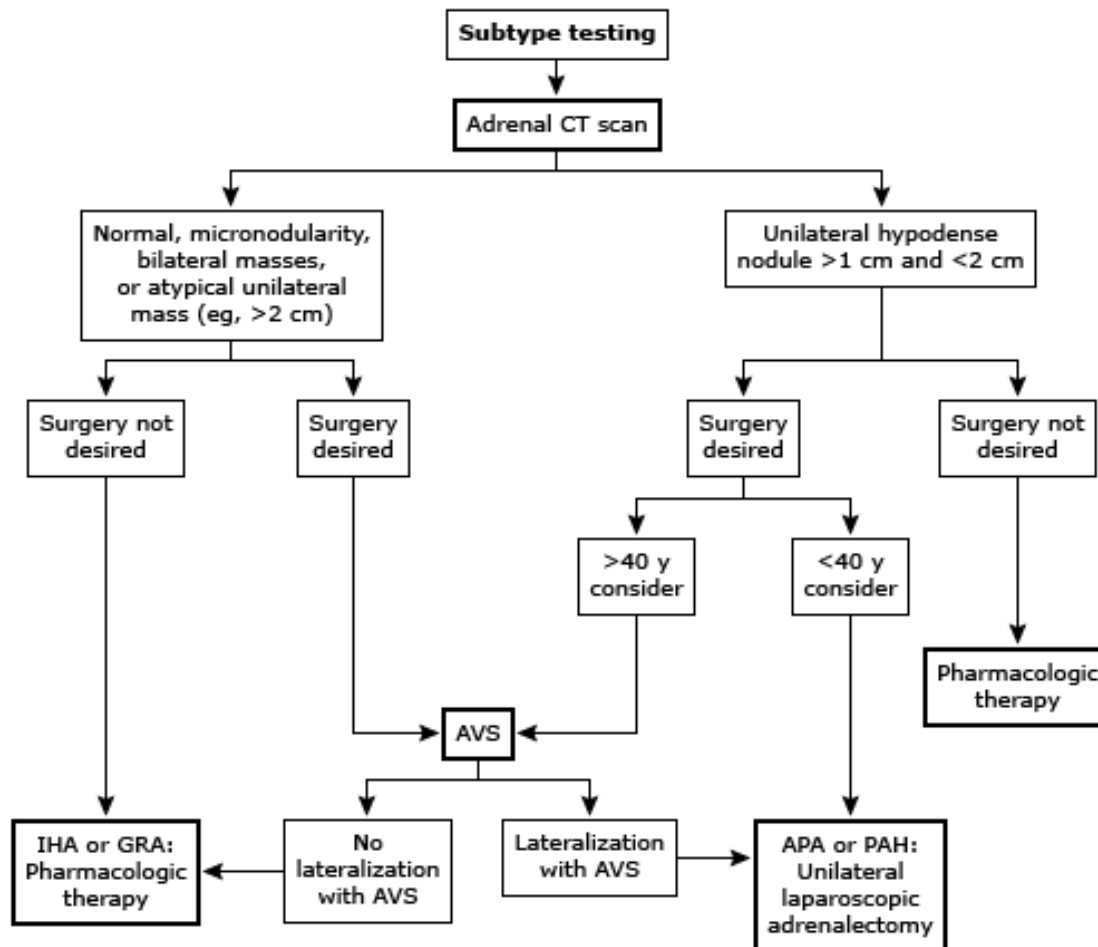 Subtype testing
Adrenal CT scan
Normal, micronodularity,
bilateral masses,
or atypical unilateral
mass (eg, >2 cm)
Unilateral hypodense
nodule >1 cm and <2 cm
Surgery not
desired
Surgery
desired
Surgery
desired
Surgery not
desired
>40 y
consider
<40 y
consider
Pharmacologic
therapy
AVS
IHA or GRA:
Pharmacologic
therapy
No
lateralization
with AVS
Lateralization
with AVS
APA or PAH:
Unilateral
laparoscopic
adrenalectomy